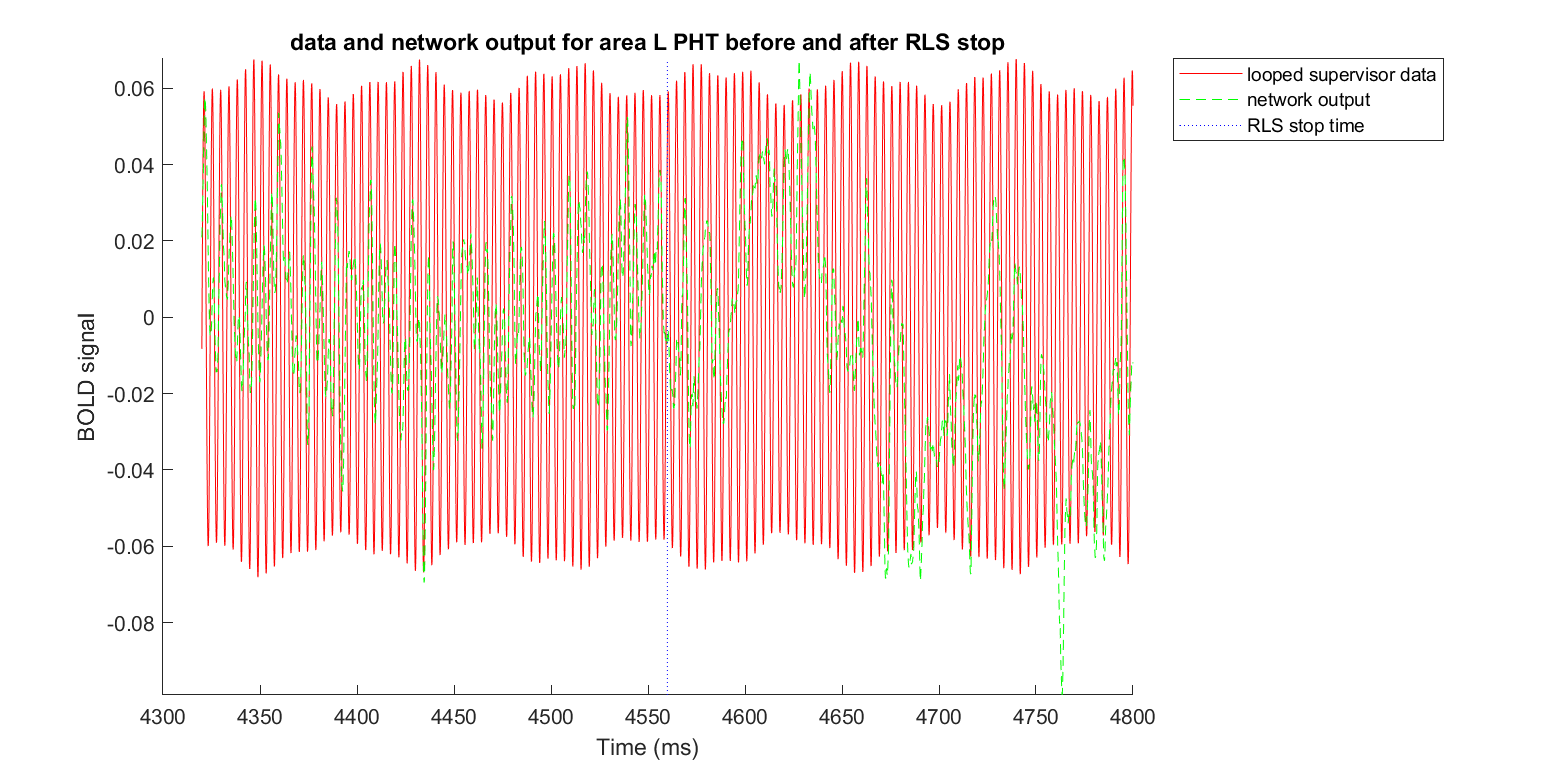 data and network output for area L PHT before and after RLS stop
looped supervisor data
network output
RLS stop time
BOLD signal
0.06
0.04
0.02
0
-0.02
-0.04
-0.06
-0.08
4300 4350 4400 4450 4500 4550 4600 4650 4700 4750 4800
Time (ms)